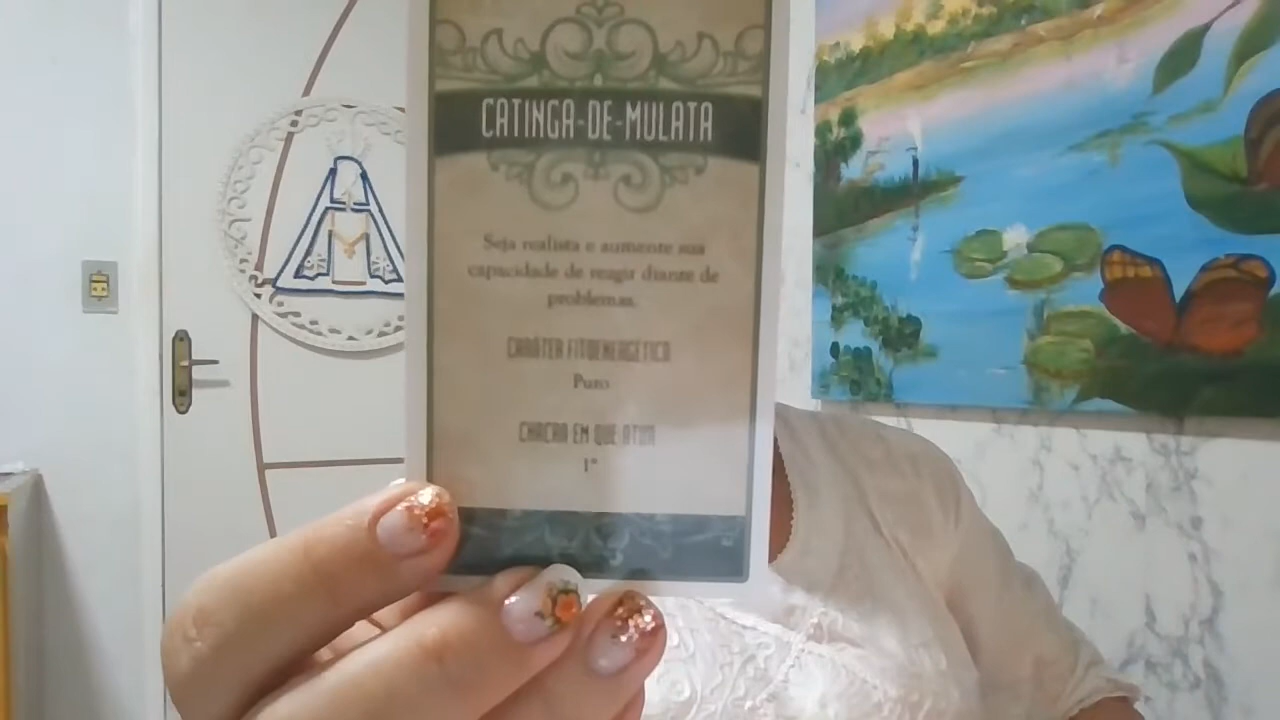 CATINGA-DE-MULATA
Seja realista e aumente sua
capacidade de reagir diante de
problemas.
CARÁTER FITOENERGÉTICO
Puro
CHACRA EM QUE ATUA
1º